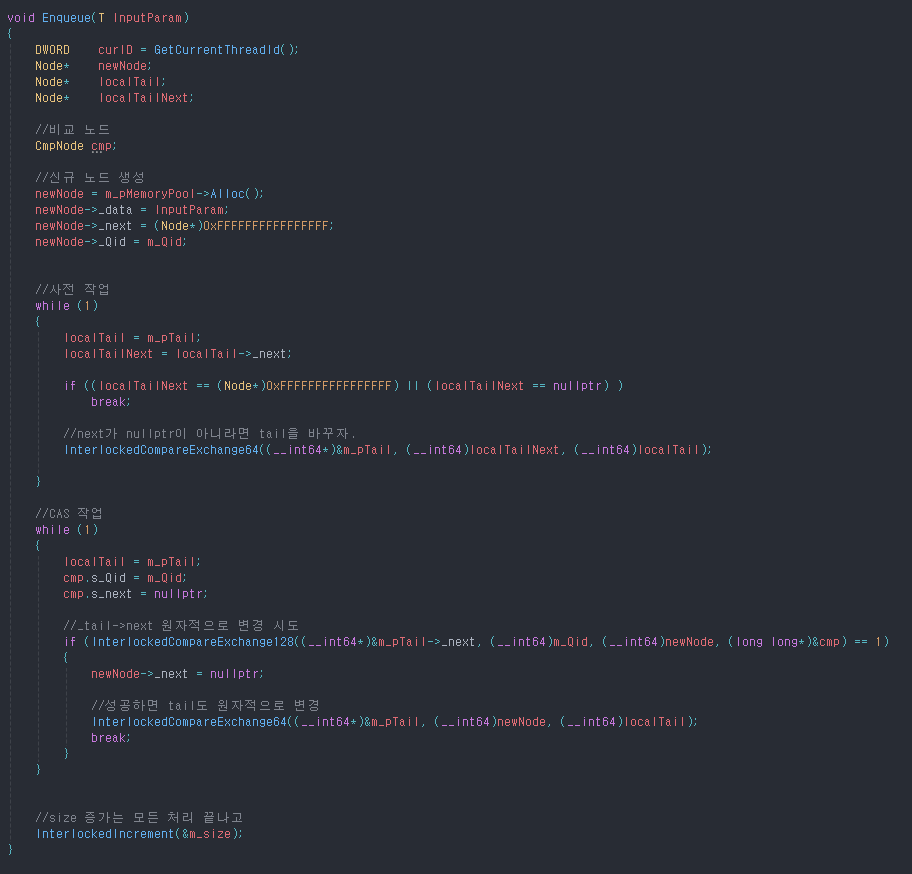 void Enqueue(T InputParam)
{
    DWORD    curID = GetCurrentThreadId();
    Node*    newNode;
    Node*    localTail;
    Node*    localTailNext;
    //비교 노드
    CmpNode cmp;
    //신규 노드 생성
    newNode = m_pMemoryPool->Alloc();
    newNode->_data = InputParam;
    newNode->_next = (Node*)0xFFFFFFFFFFFFFFFF;
    newNode->_Qid = m_Qid;
    //사전 작업
    while (1)
    {
        localTail = m_pTail;
        localTailNext = localTail->_next;
        if ((localTailNext == (Node*)0xFFFFFFFFFFFFFFFF) || (localTailNext == nullptr) )
            break;
        //next가 nullptr이 아니라면 tail을 바꾸자.
        InterlockedCompareExchange64((__int64*)&m_pTail, (__int64)localTailNext, (__int64)localTail);
    }
    //CAS 작업
    while (1)
    {
        localTail = m_pTail;
        cmp.s_Qid = m_Qid;
        cmp.s_next = nullptr;
        //_tail->next 원자적으로 변경 시도
        if (InterlockedCompareExchange128((__int64*)&m_pTail->_next, (__int64)m_Qid, (__int64)newNode, (long long*)&cmp) == 1)
        {
            newNode->_next = nullptr;
            //성공하면 tail도 원자적으로 변경
            InterlockedCompareExchange64((__int64*)&m_pTail, (__int64)newNode, (__int64)localTail);
            break;
        }
    }
    //size 증가는 모든 처리 끝나고
    InterlockedIncrement(&m_size);
}